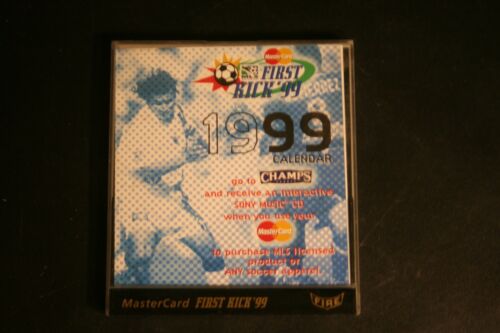 MasterCard
FIRST
KICK '99
1999
CALENDAR
go to CHAMPS
and receive an interactive
SONY MUSIC CD
when you use your
MasterCard
to purchase MLS licensed
product or
ANY soccer apparel.
MasterCard FIRST KICK '99
FIRE